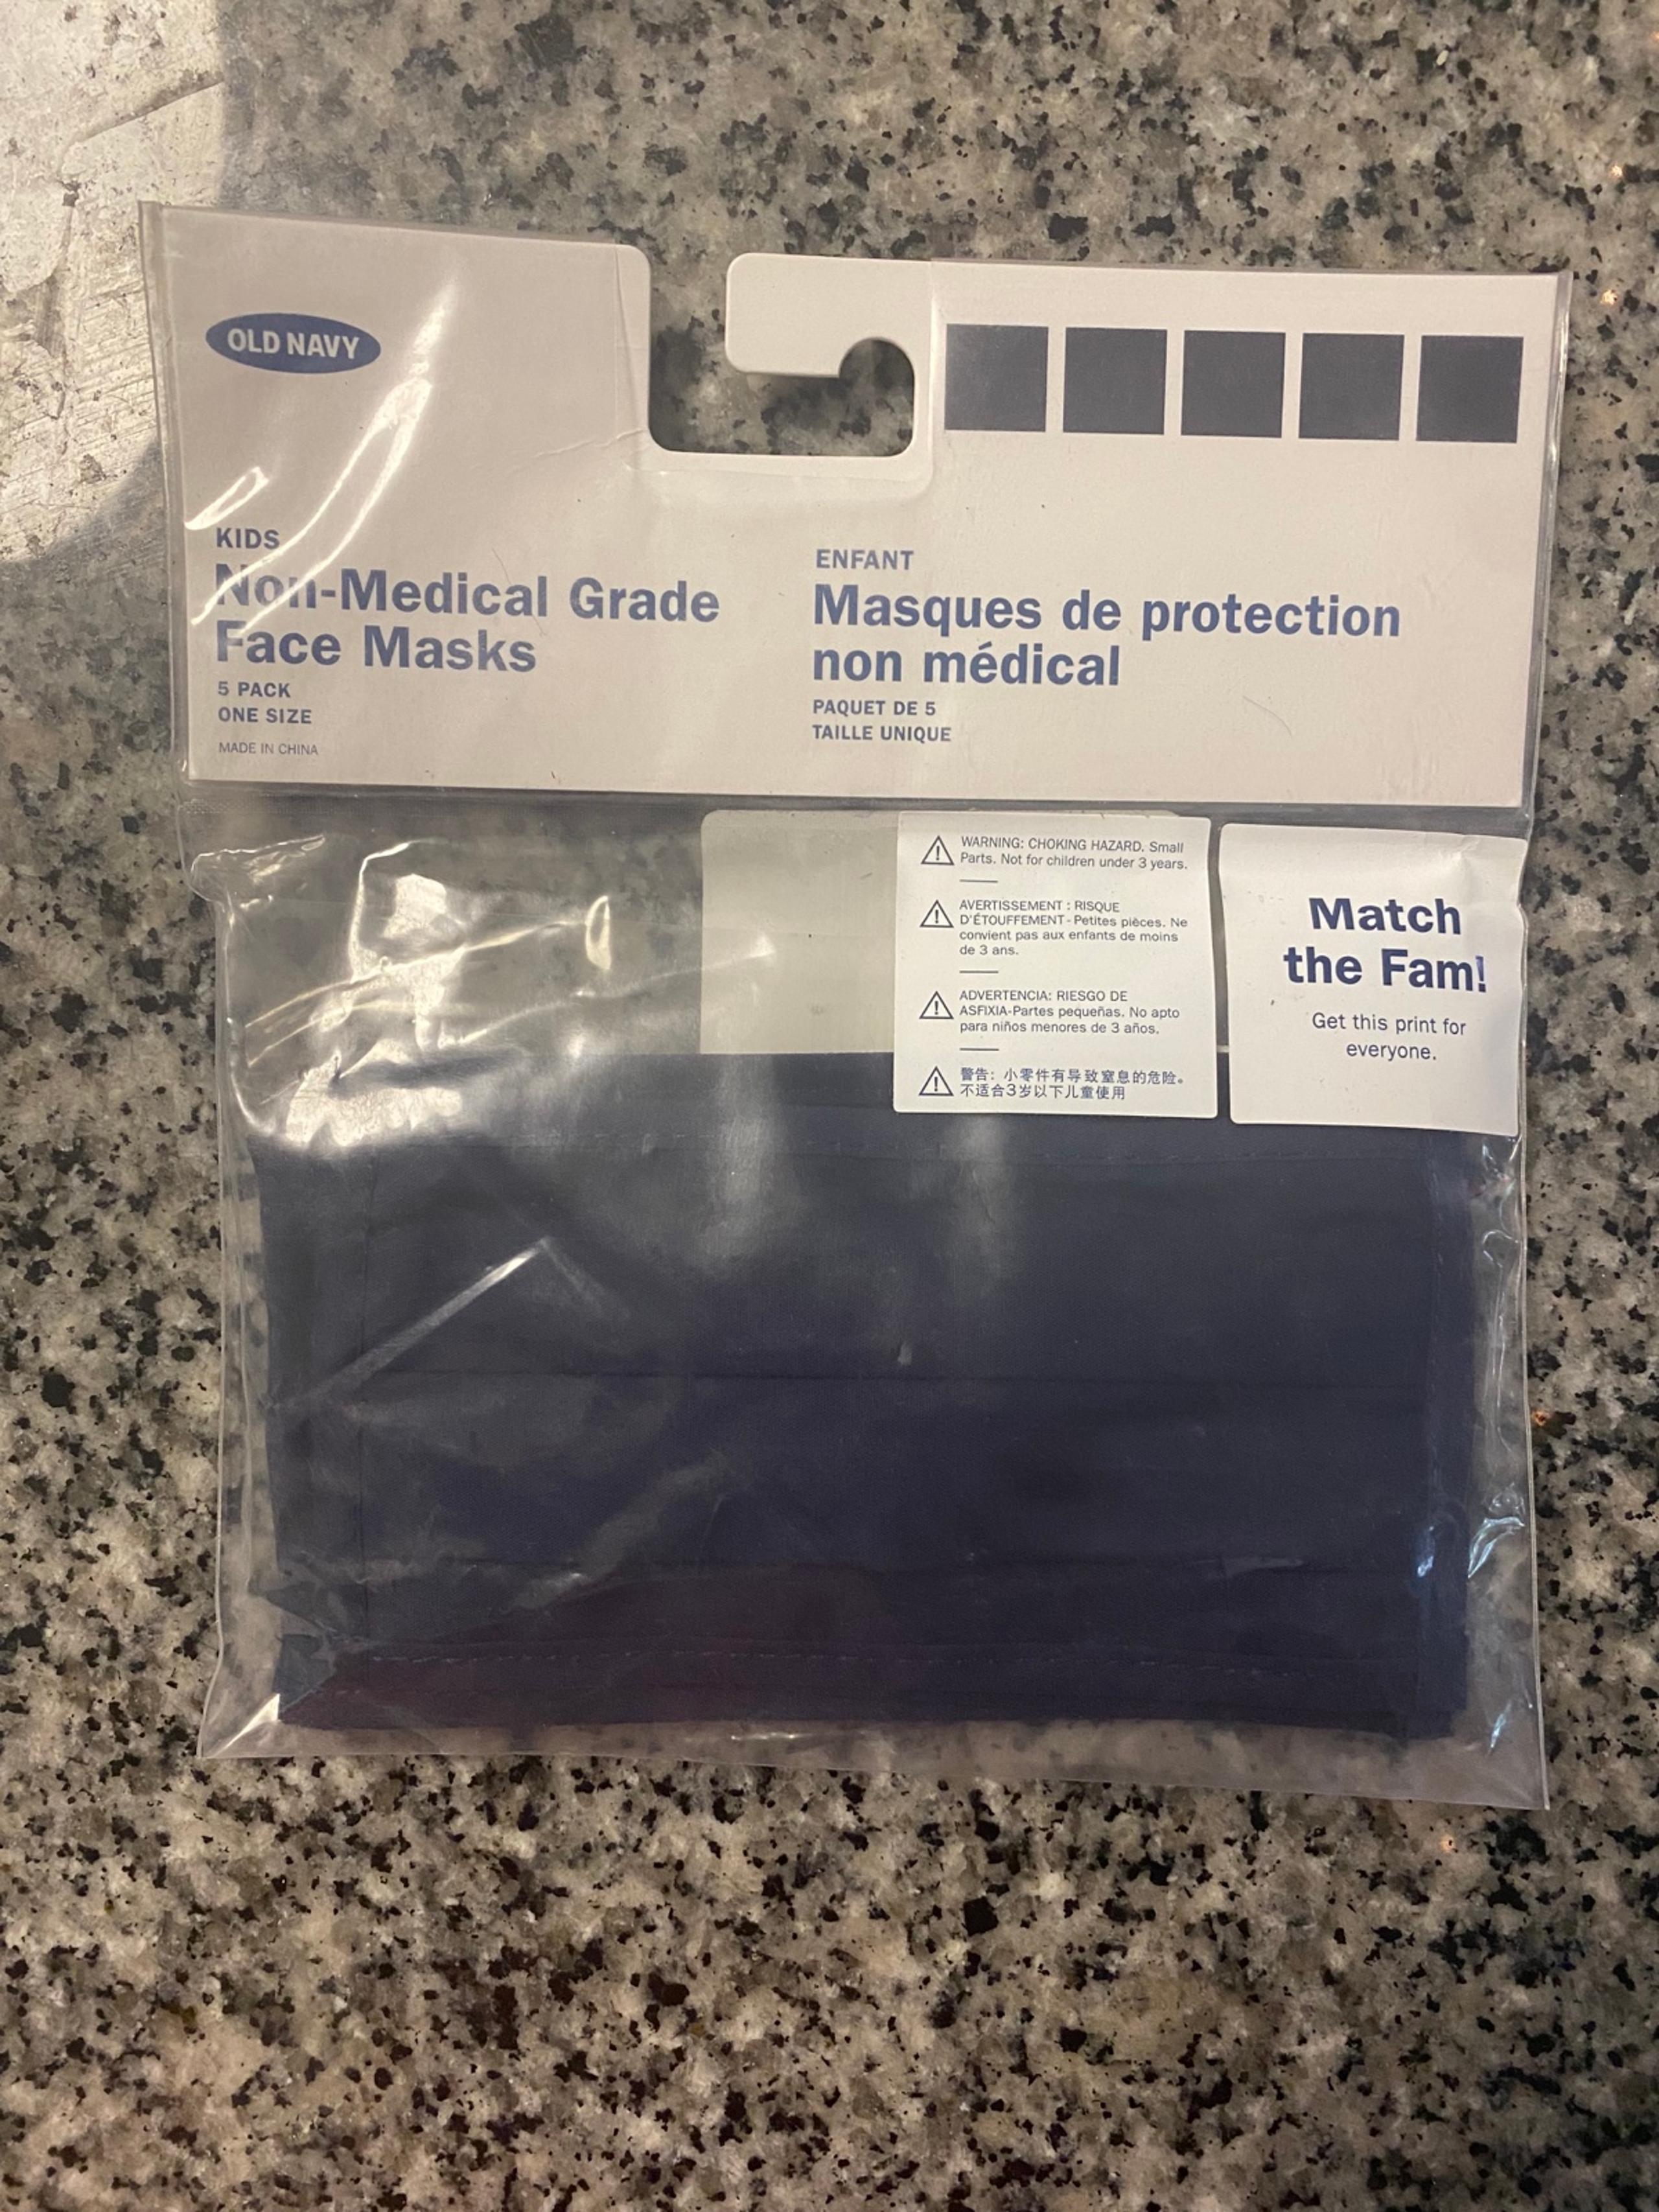 OLD NAVY
KIDS
Non-Medical Grade
Face Masks
5 PACK
ONE SIZE
MADE IN CHINA
ENFANT
Masques de protection
non médical
PAQUET DE 5
TAILLE UNIQUE
WARNING: CHOKING HAZARD. Small
Parts. Not for children under 3 years.
AVERTISSEMENT : RISQUE
D'ÉTOUFFEMENT - Petites pièces. Ne
convient pas aux enfants de moins
de 3 ans.
ADVERTENCIA: RIESGO DE
ASFIXIA-Partes pequeñas. No apto
para niños menores de 3 años.
警告: 小零件有导致窒息的危险。
不适合3岁以下儿童使用
Match
the Fam!
Get this print for
everyone.